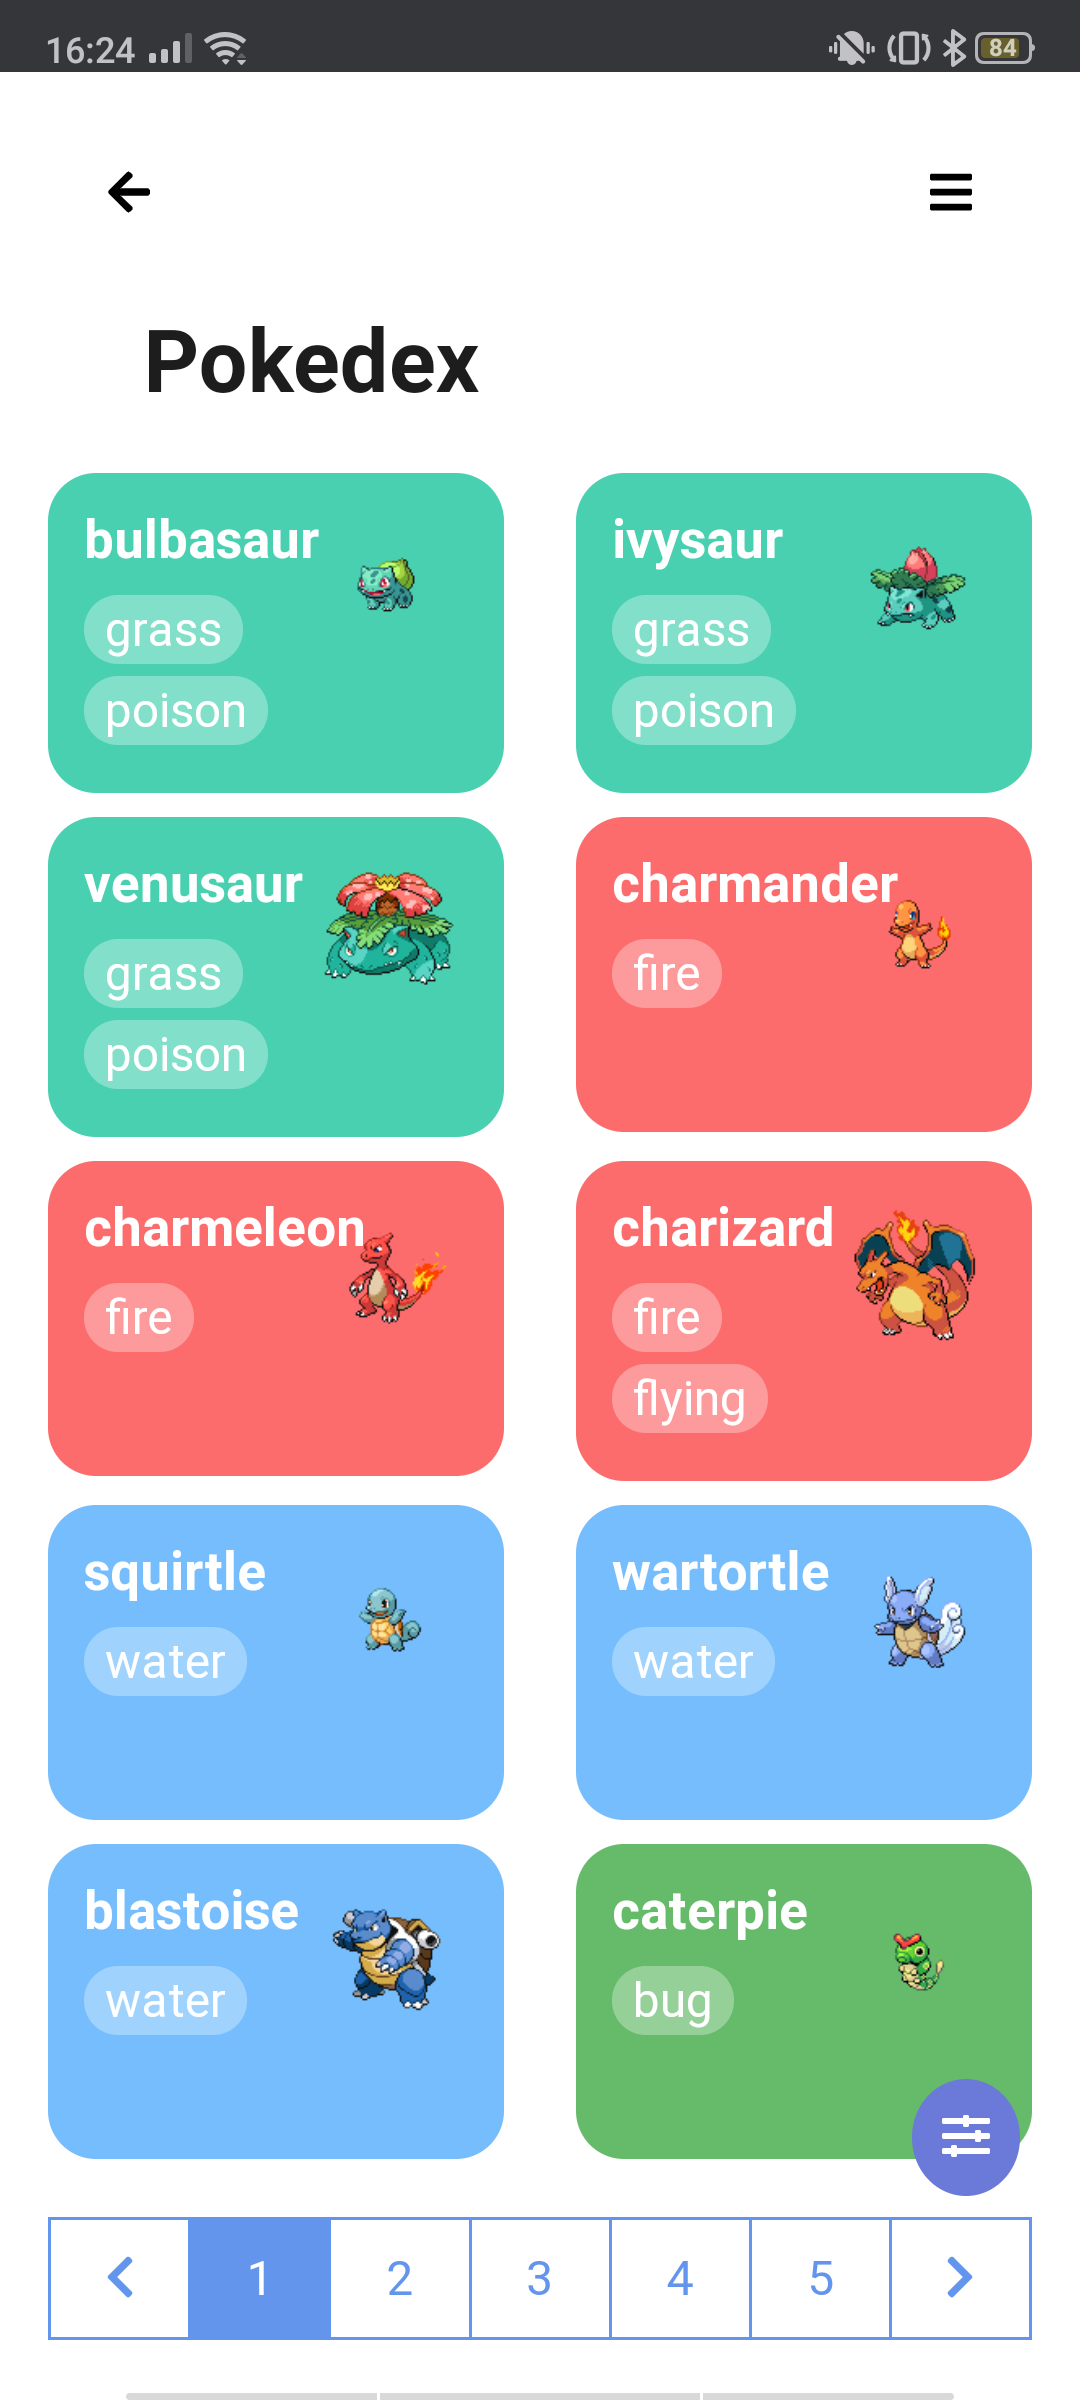 16:24
84
Pokedex
bulbasaur
grass
poison
ivysaur
grass
poison
venusaur
grass
poison
charmander
fire
charmeleon
fire
charizard
fire
flying
squirtle
water
wartortle
water
blastoise
water
caterpie
bug
1 2 3 4 5